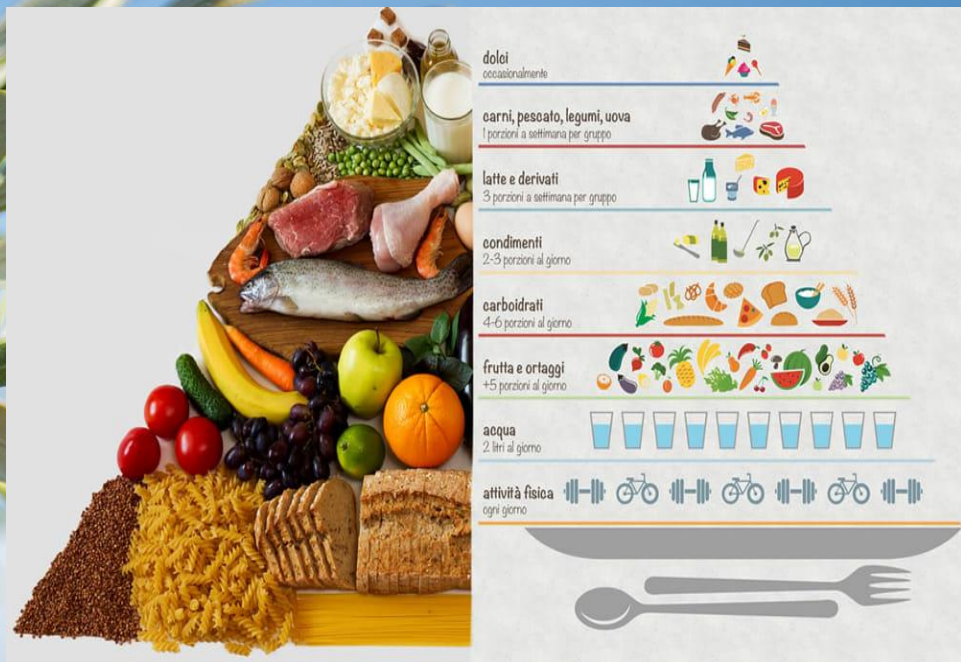 dolci
occasionalmente
carni, pescato, legumi, uova
1 porzioni a settimana per gruppo
latte e derivati
3 porzioni a settimana per gruppo
condimenti
2-3 porzioni al giorno
carboidrati
4-6 porzioni al giorno
frutta e ortaggi
+5 porzioni al giorno
acqua
2 litri al giorno
attività fisica
ogni giorno